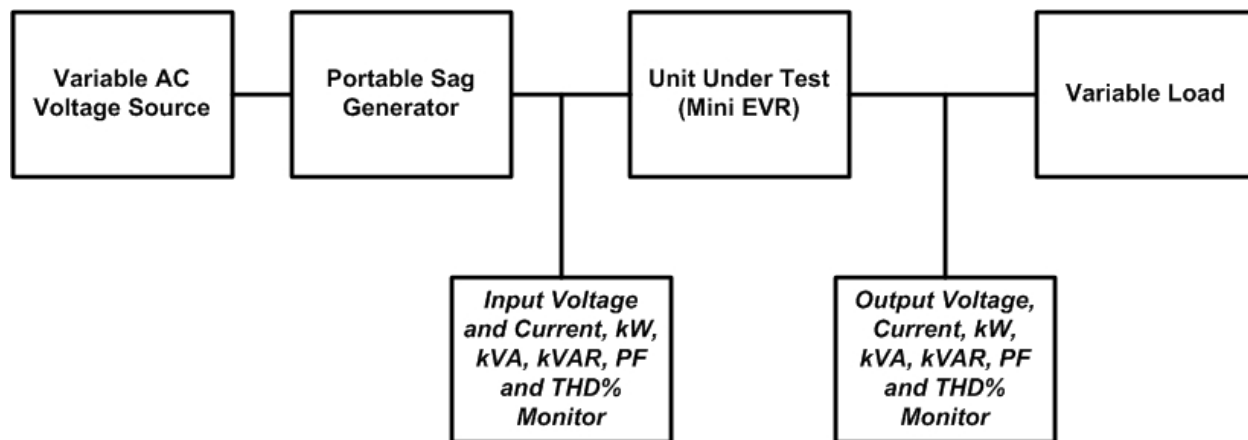 Variable AC
Voltage Source
Portable Sag
Generator
Unit Under Test
(Mini EVR)
Variable Load
Input Voltage
and Current, kW,
kVA, kVAR, PF
and THD%
Monitor
Output Voltage,
Current, kW,
kVA, kVAR, PF
and THD%
Monitor